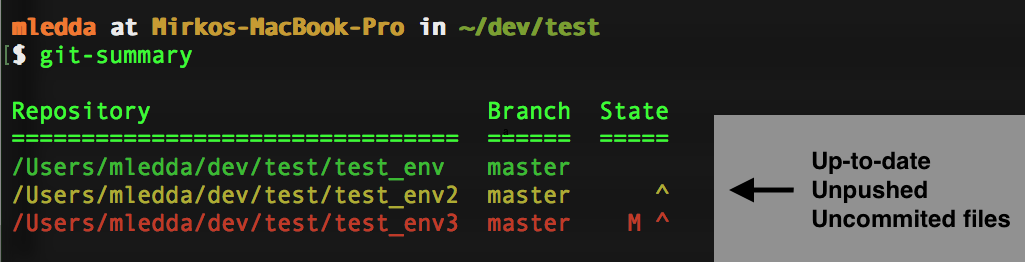 mledda at Mirkos-MacBook-Pro in ~/dev/test
[$ git-summary
Repository Branch State
================================ ====== =====
/Users/mledda/dev/test/test_env master
/Users/mledda/dev/test/test_env2 master ^
/Users/mledda/dev/test/test_env3 master M ^
Up-to-date
Unpushed
Uncommited files